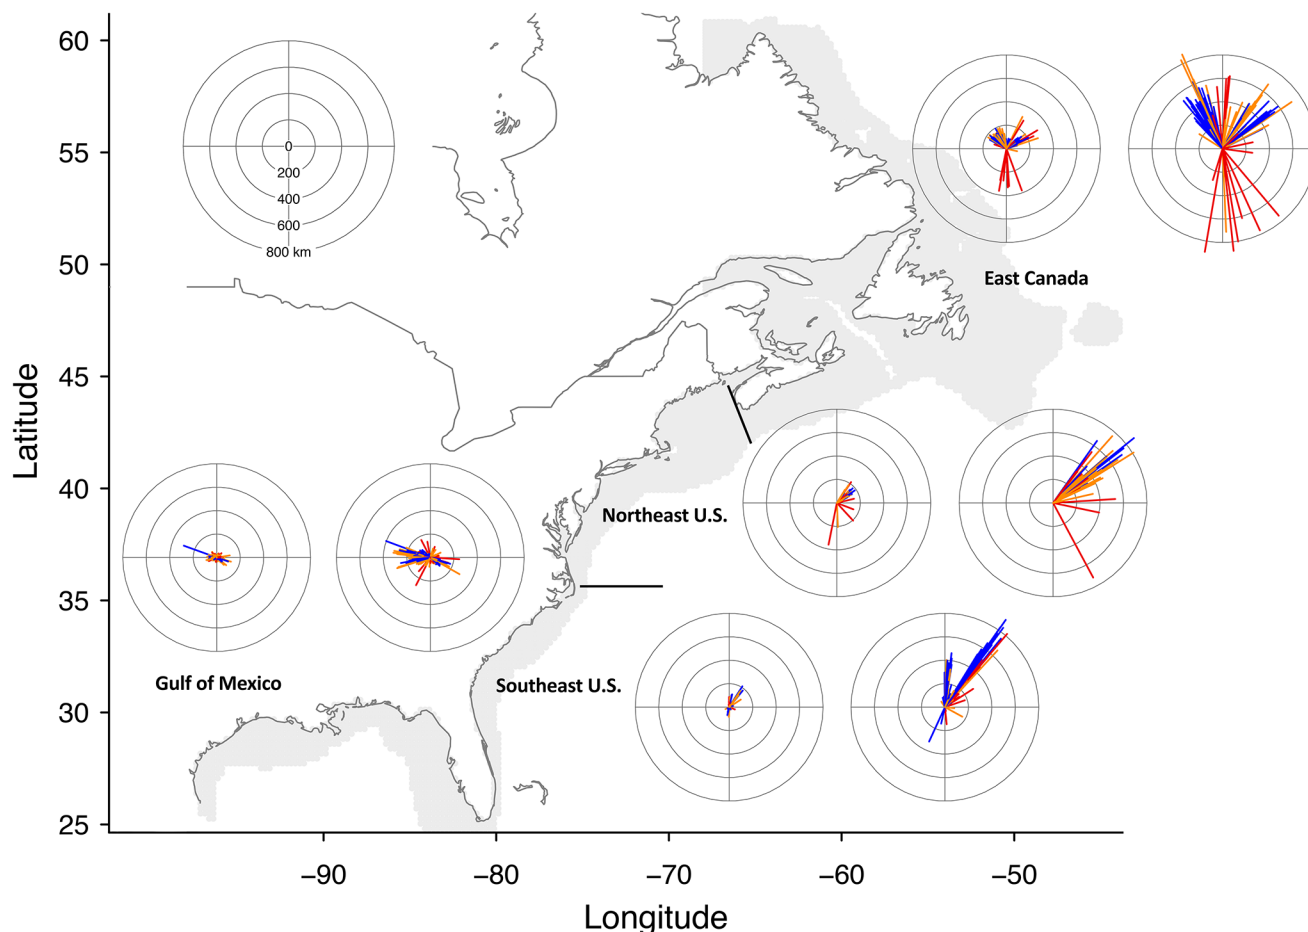 60
55
50
45
40
35
30
25
Latitude
0
200
400
600
800 km
East Canada
Northeast U.S.
Gulf of Mexico
Southeast U.S.
−90
−80
−70
−60
−50
Longitude